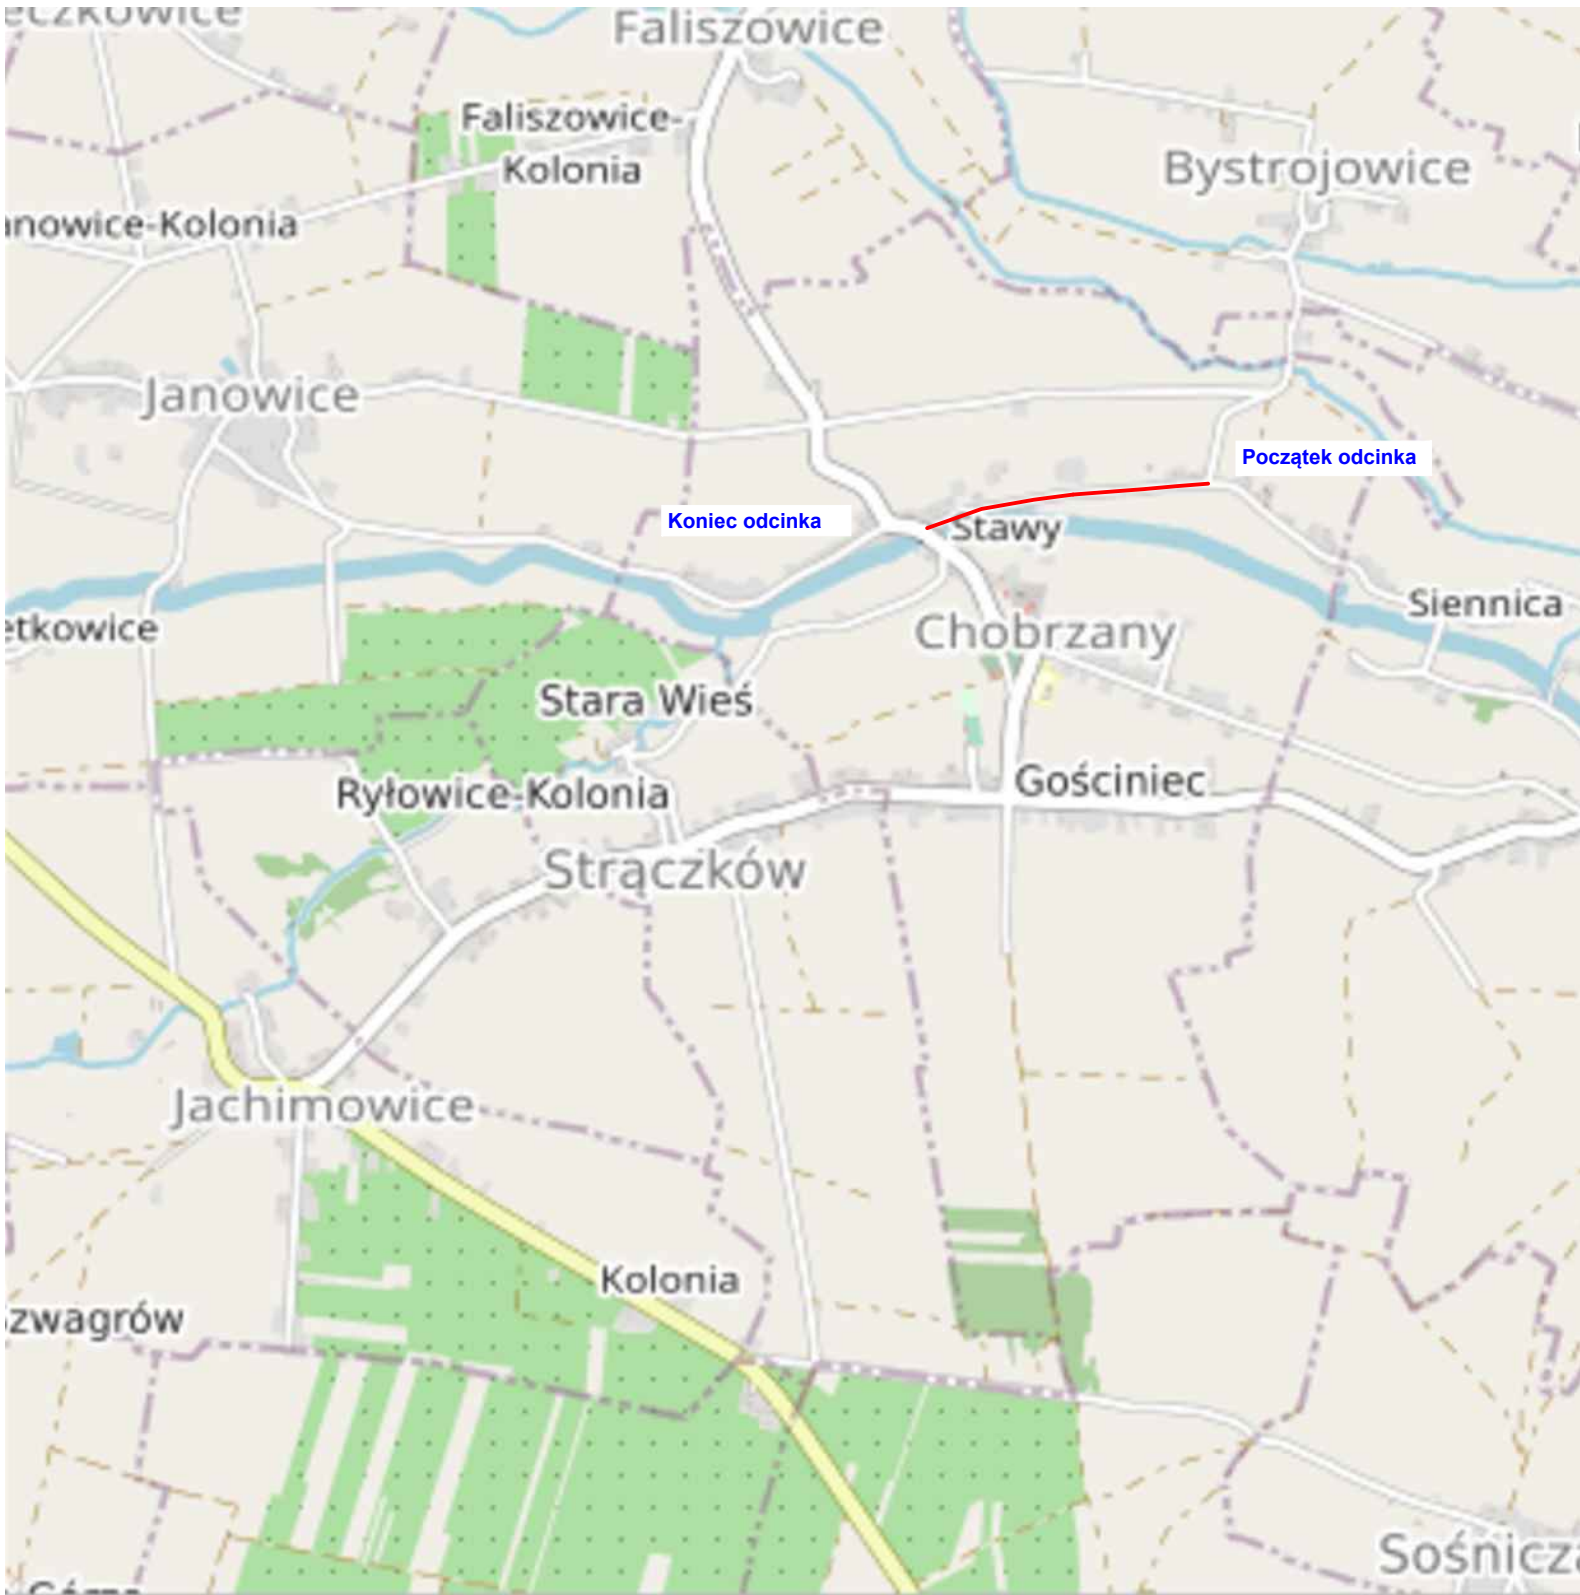 Faliszowice
Faliszowice-
Kolonia
Bystrojowice
Janowice
Początek odcinka
Koniec odcinka
Stawy
Siennica
Chobrzany
Stara Wieś
Gościniec
Ryłowice-Kolonia
Strączków
Jachimowice
Kolonia